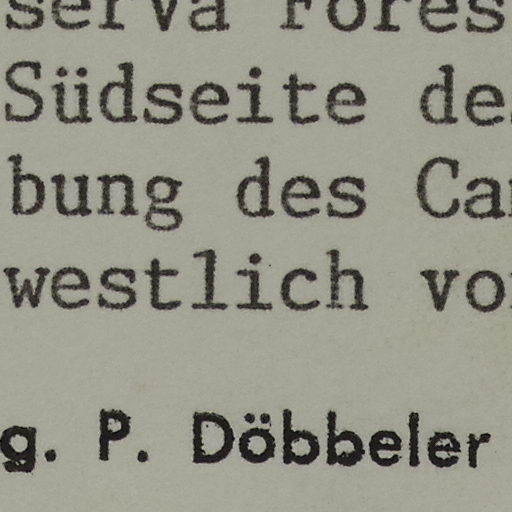 serva Fores
Südseite de
bung des Ca
westlich vo
g. P. Döbbeler